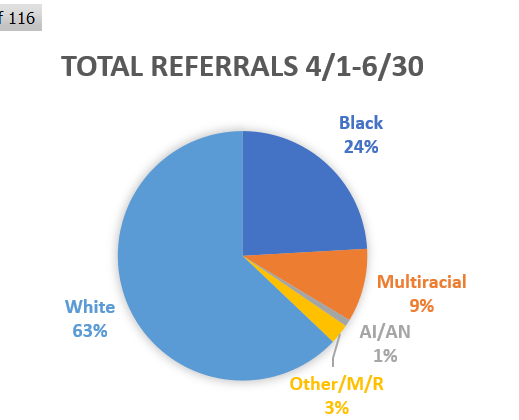 f 116
TOTAL REFERRALS 4/1-6/30
Black
24%
Multiracial
9%
AI/AN
1%
White
63%
Other/M/R
3%